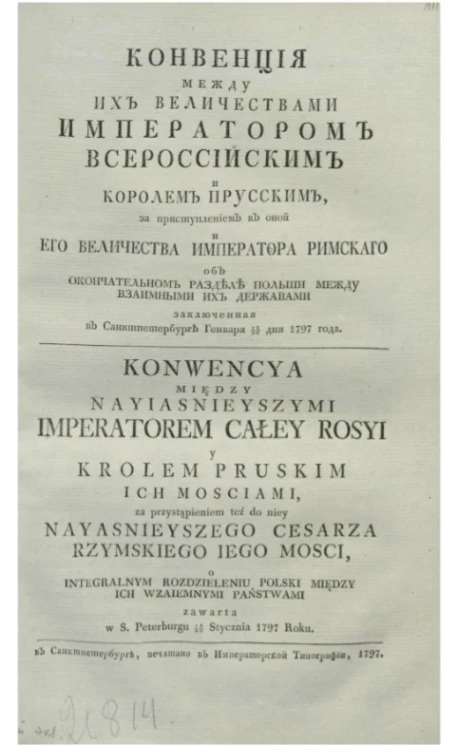 КОНВЕНЦІЯ
МЕЖДУ
ИХЪ ВЕЛИЧЕСТВАМИ
ИМПЕРАТОРОМЪ
ВСЕРОССІЙСКИМЪ
И
КОРОЛЕМЪ ПРУССКИМЪ,
за приступленіемъ въ оной
И
ЕГО ВЕЛИЧЕСТВА ИМПЕРАТОРА РИМСКАГО
объ
ОКОНЧАТЕЛЬНОМЪ РАЗДѢЛѢ ПОЛЬШИ МЕЖДУ
ВЗАИМНЫМИ ИХЪ ДЕРЖАВАМИ
заключенная
въ Санктпетербургѣ Генваря дня 1797 года.
KONWENCYA
MIĘDZY
NAYIASNIEYSZYMI
IMPERATOREM CAŁEY ROSYI
y
KROLEM PRUSKIM
ICH MOSCIAMI,
za przystąpieniem też do niey
NAYASNIEYSZEGO CESARZA
RZYMSKIEGO IEGO MOSCI,
o
INTEGRALNYM ROZDZIELENIU POLSKI MIĘDZY
ICH WZAIEMNYMI PAŃSTWAMI
zawarta
w S. Peterburgu Stycznia 1797 Roku.
въ Санктпетербургѣ, печатано въ Императорской Типографіи, 1797.
21814.